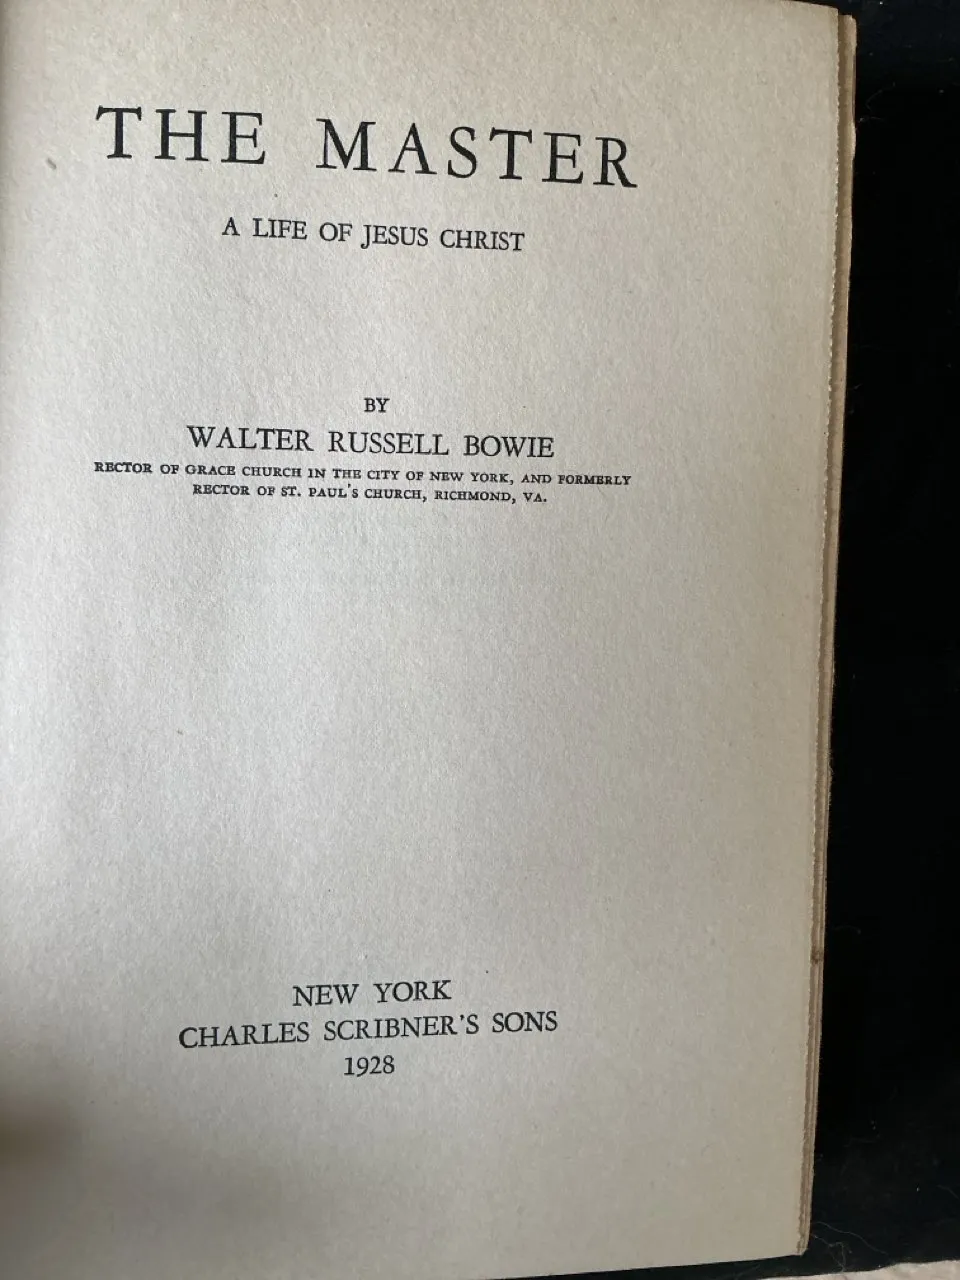 THE MASTER
A LIFE OF JESUS CHRIST
BY
WALTER RUSSELL BOWIE
RECTOR OF GRACE CHURCH IN THE CITY OF NEW YORK, AND FORMERLY
RECTOR OF ST. PAUL'S CHURCH, RICHMOND, VA.
NEW YORK
CHARLES SCRIBNER'S SONS
1928